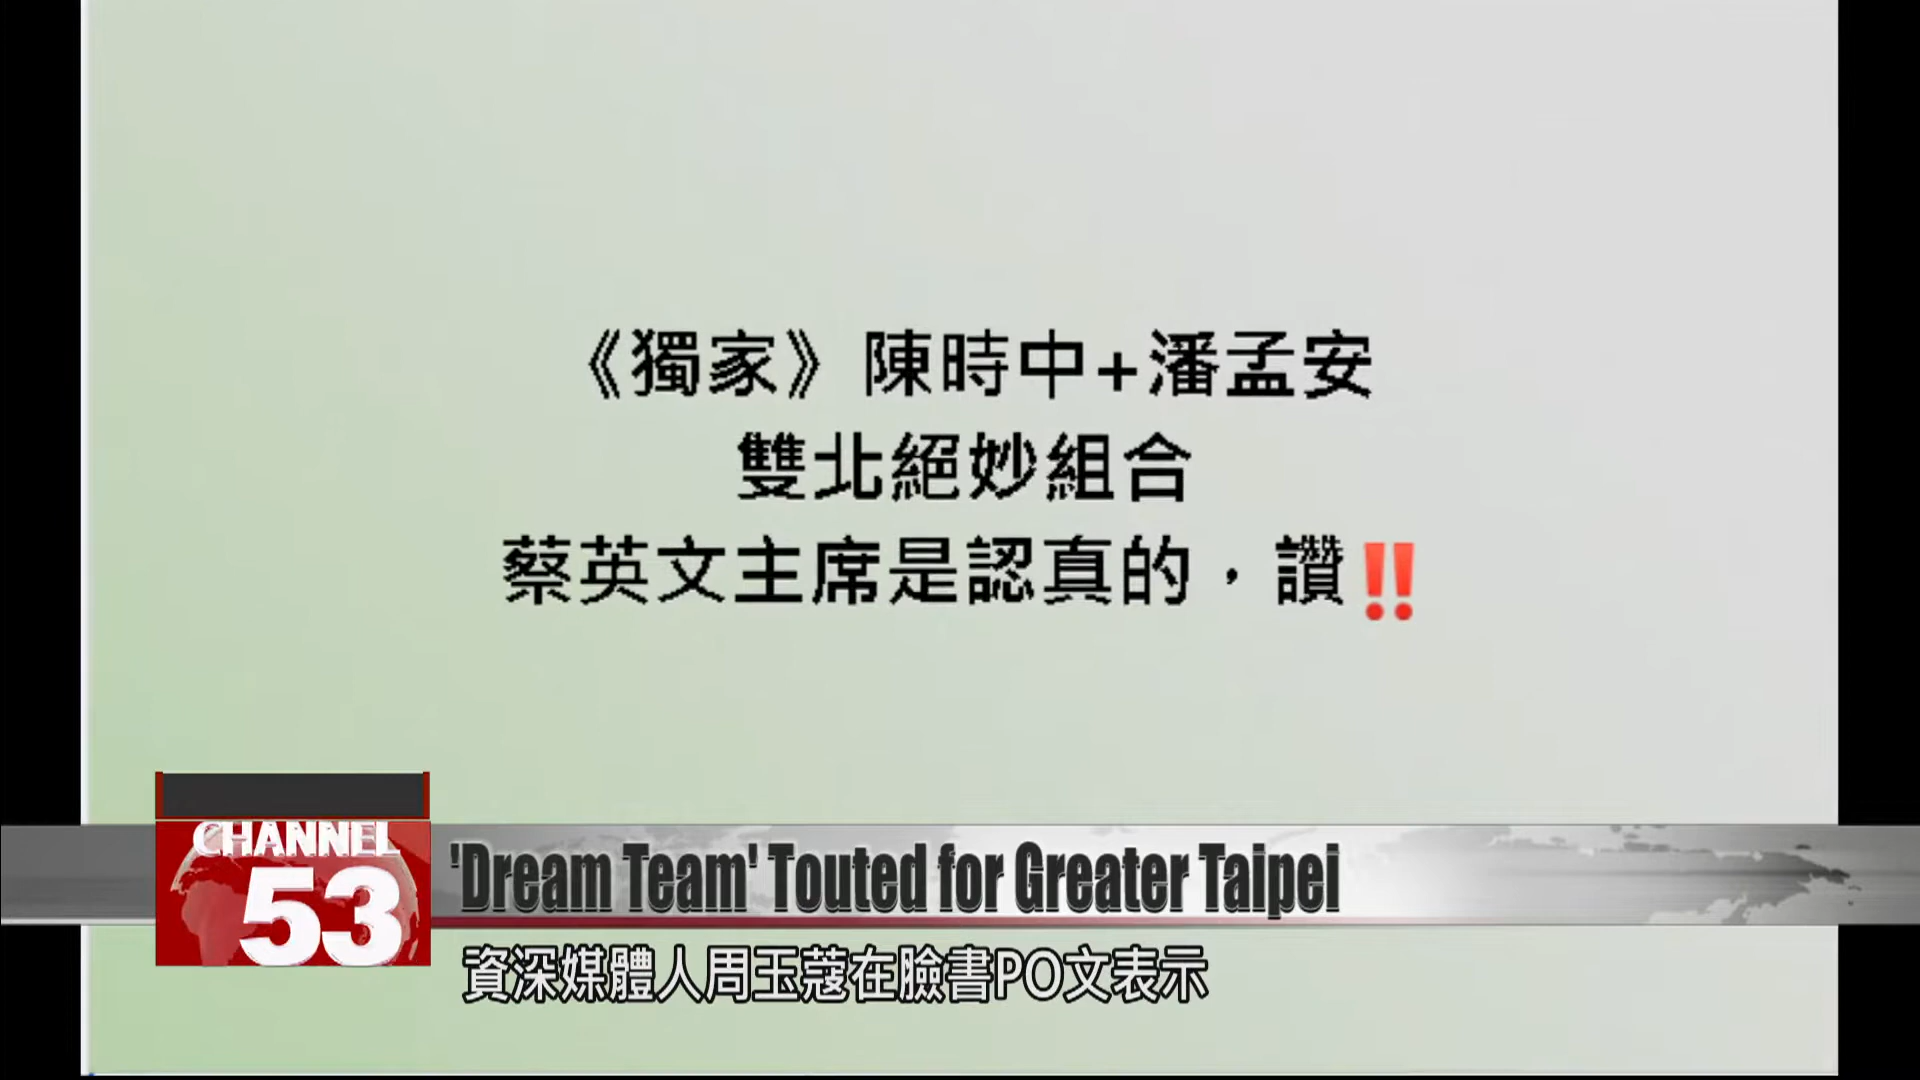 《獨家》陳時中+潘孟安
雙北絕妙組合
蔡英文主席是認真的，讚‼️
CHANNEL
53
'Dream Team' Touted for Greater Taipei
資深媒體人周玉蔻在臉書PO文表示